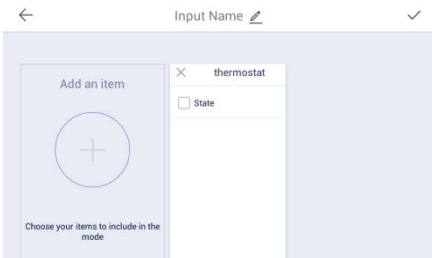 Input Name
Add an item
thermostat
State
Choose your items to include in the
mode